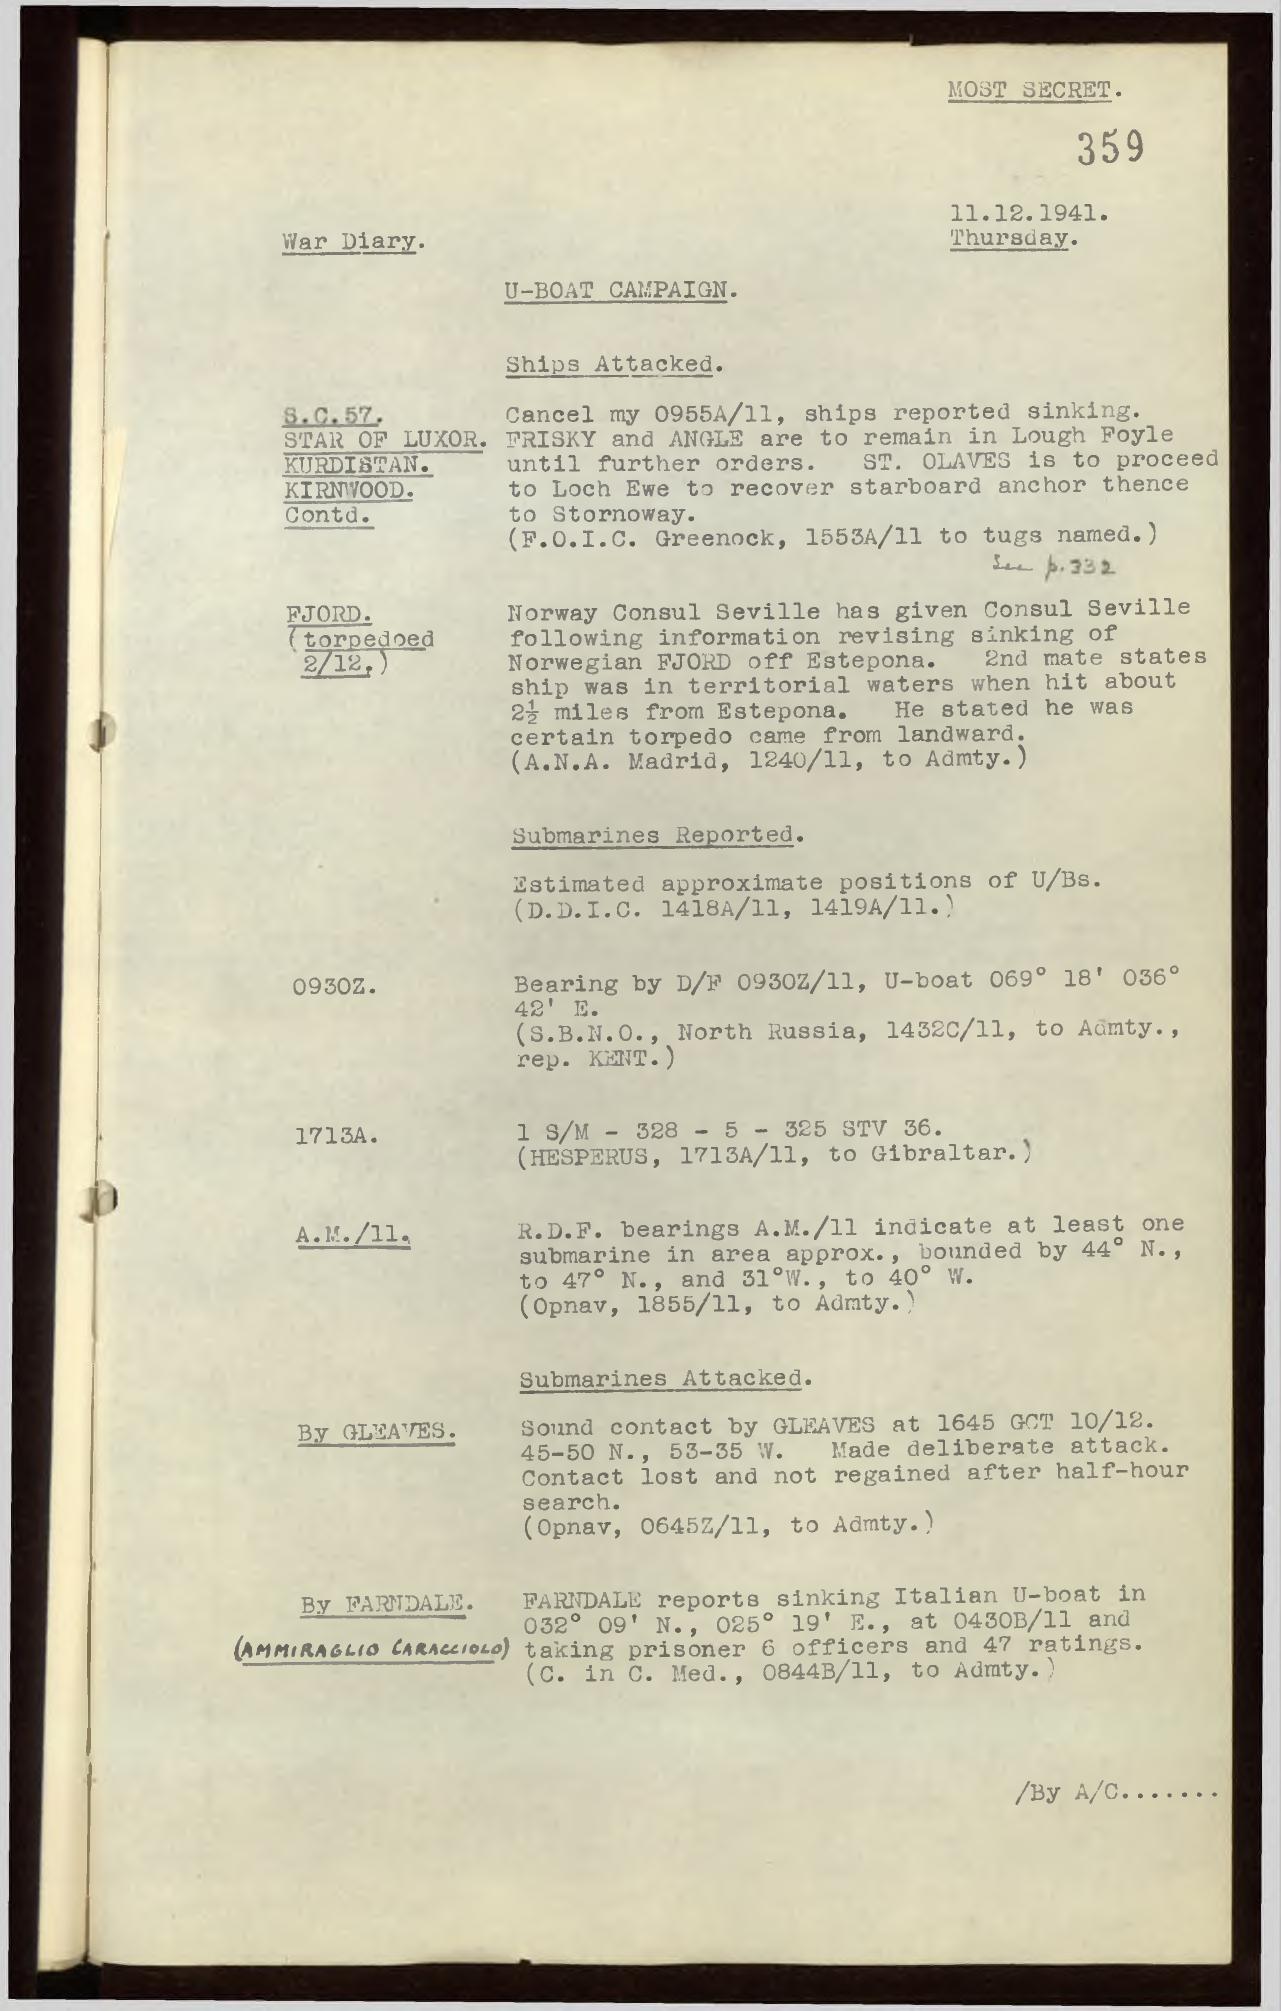 MOST SECRET.
359
11.12.1941.
Thursday.
War Diary.
U-BOAT CAMPAIGN.
Ships Attacked.
S.C.57.
STAR OF LUXOR.
KURDISTAN.
KIRNWOOD.
Contd.
Cancel my 0955A/11, ships reported sinking.
FRISKY and ANGLE are to remain in Lough Foyle
until further orders. ST. OLAVES is to proceed
to Loch Ewe to recover starboard anchor thence
to Stornoway.
(F.O.I.C. Greenock, 1553A/11 to tugs named.)
See p.332
FJORD.
(torpedoed
2/12.)
Norway Consul Seville has given Consul Seville
following information revising sinking of
Norwegian FJORD off Estepona. 2nd mate states
ship was in territorial waters when hit about
2½ miles from Estepona. He stated he was
certain torpedo came from landward.
(A.N.A. Madrid, 1240/11, to Admty.)
Submarines Reported.
Estimated approximate positions of U/Bs.
(D.D.I.C. 1418A/11, 1419A/11.)
0930Z.
Bearing by D/F 0930Z/11, U-boat 069° 18' 036°
42' E.
(S.B.N.O., North Russia, 1432C/11, to Admty.,
rep. KENT.)
1713A.
1 S/M - 328 - 5 - 325 STV 36.
(HESPERUS, 1713A/11, to Gibraltar.)
A.M./11.
R.D.F. bearings A.M./11 indicate at least one
submarine in area approx., bounded by 44° N.,
to 47° N., and 31°W., to 40° W.
(Opnav, 1855/11, to Admty.)
Submarines Attacked.
By GLEAVES.
Sound contact by GLEAVES at 1645 GCT 10/12.
45-50 N., 53-35 W. Made deliberate attack.
Contact lost and not regained after half-hour
search.
(Opnav, 0645Z/11, to Admty.)
By FARNDALE.
(AMMIRAGLIO CARACCIOLO)
FARNDALE reports sinking Italian U-boat in
032° 09' N., 025° 19' E., at 0430B/11 and
taking prisoner 6 officers and 47 ratings.
(C. in C. Med., 0844B/11, to Admty.)
/By A/C.......